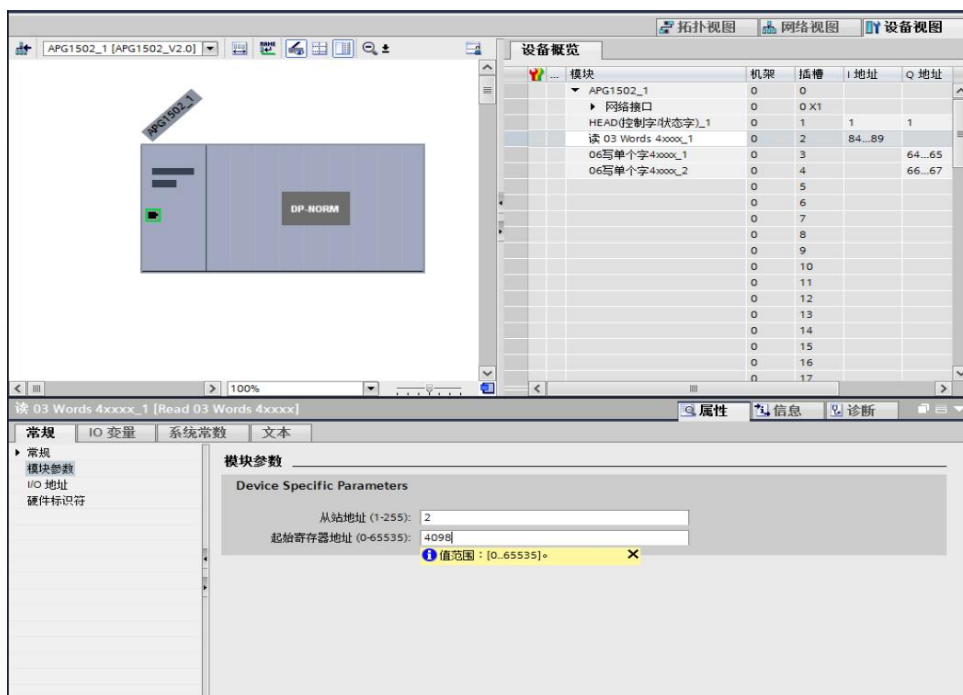 拓扑视图 网络视图 设备视图
APG1502_1 [APG1502_V2.0]
设备概览
... 模块 机架 插槽 I 地址 Q 地址
APG1502_1 0 0
网络接口 0 0 X1
HEAD(控制字/状态字)_1 0 1 1 1
读 03 Words 4xxxx_1 0 2 84...89
06写单个字4xxxx_1 0 3 64...65
06写单个字4xxxx_2 0 4 66...67
0 5
0 6
0 7
0 8
0 9
0 10
0 11
0 12
0 13
0 14
0 15
0 16
0 17
APG1502_1
DP-NORM
100%
读 03 Words 4xxxx_1 [Read 03 Words 4xxxx]
属性 信息 诊断
常规 IO 变量 系统常数 文本
常规
模块参数
I/O 地址
硬件标识符
模块参数
Device Specific Parameters
从站地址 (1-255): 2
起始寄存器地址 (0-65535): 4098
值范围：[0..65535]。